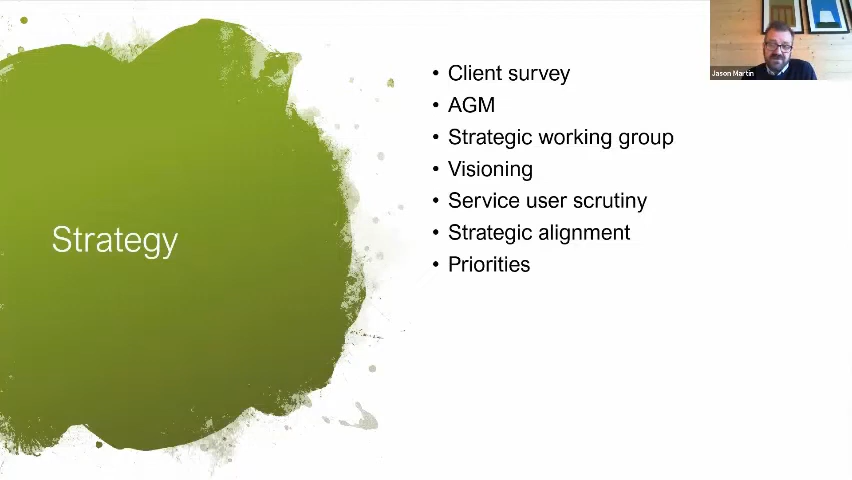 Strategy
• Client survey
• AGM
• Strategic working group
• Visioning
• Service user scrutiny
• Strategic alignment
• Priorities
Jason Martin